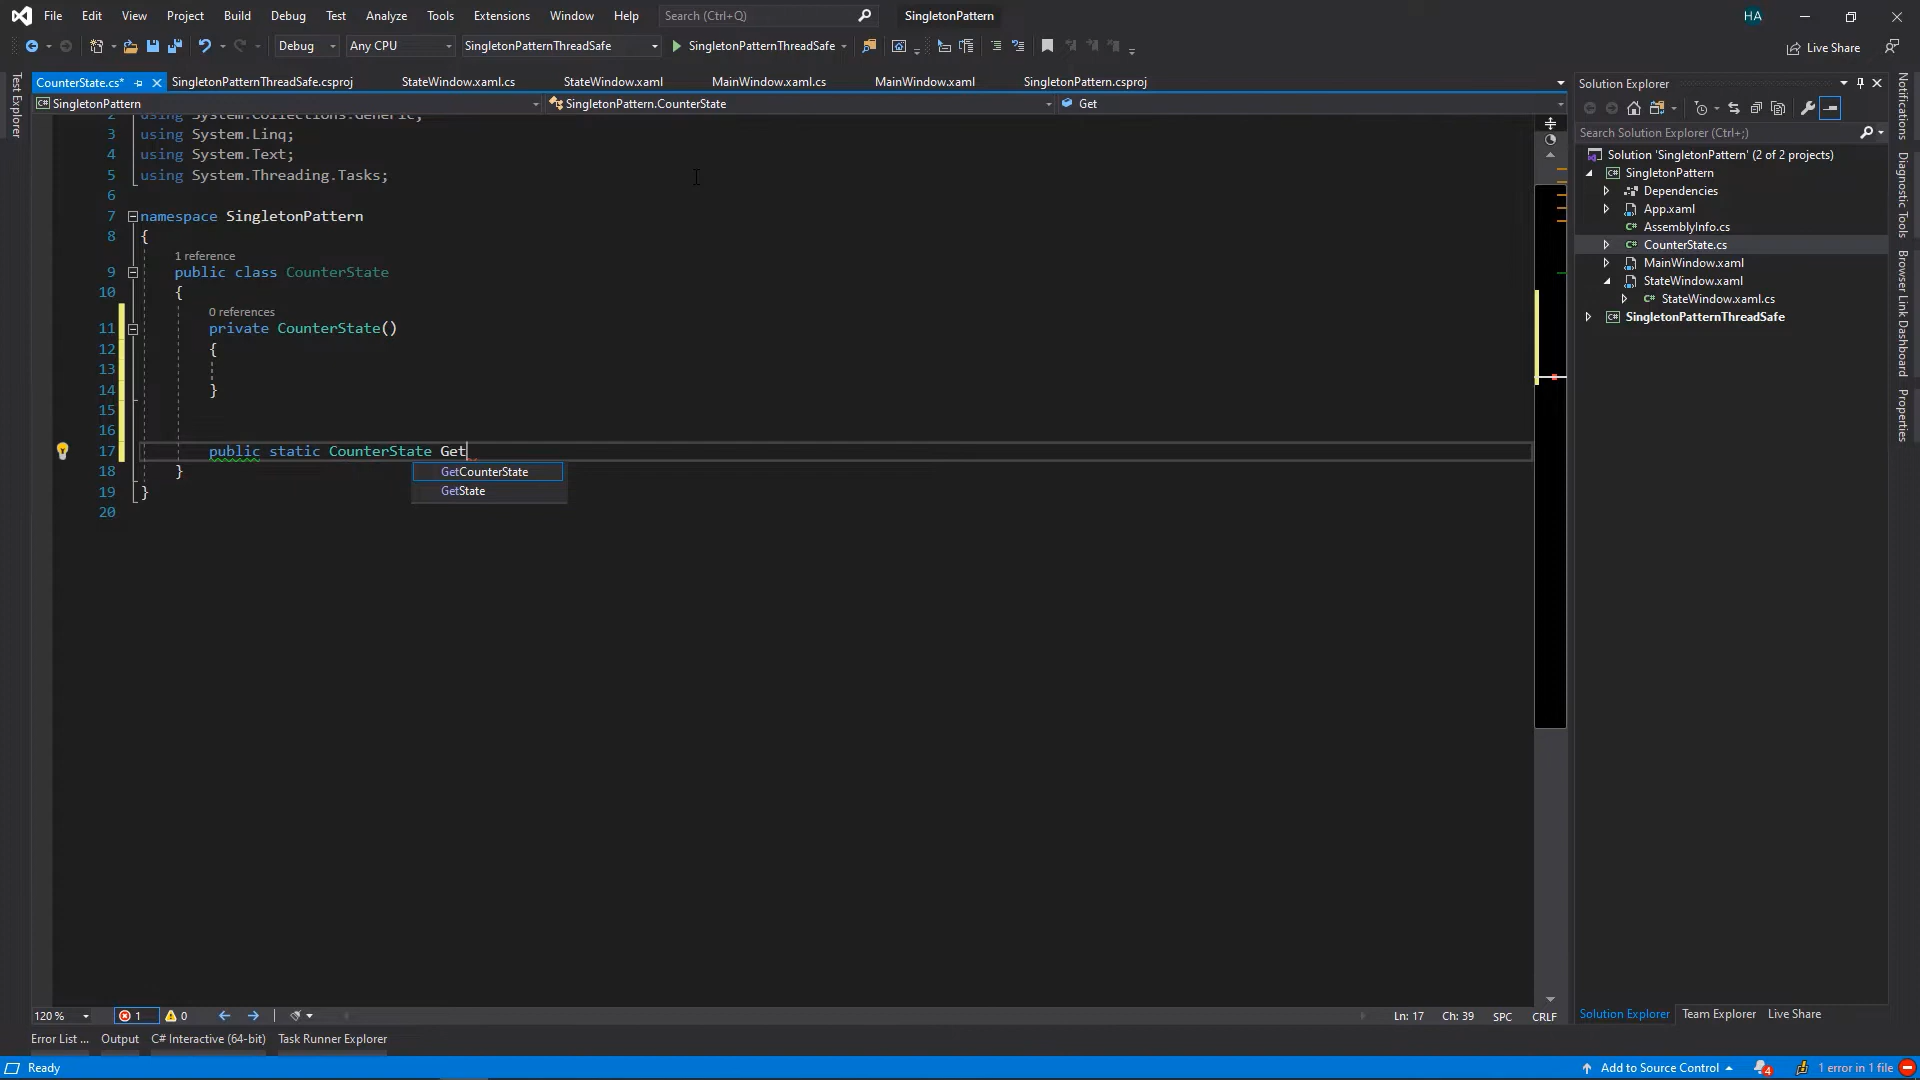 File Edit View Project Build Debug Test Analyze Tools Extensions Window Help Search (Ctrl+Q) SingletonPattern HA
Debug Any CPU SingletonPatternThreadSafe SingletonPatternThreadSafe Live Share
CounterState.cs* SingletonPatternThreadSafe.csproj StateWindow.xaml.cs StateWindow.xaml MainWindow.xaml.cs MainWindow.xaml SingletonPattern.csproj
SingletonPattern SingletonPattern.CounterState Get
2 using System.Collections.Generic;
3 using System.Linq;
4 using System.Text;
5 using System.Threading.Tasks;
6
7 namespace SingletonPattern
8 {
1 reference
9 public class CounterState
10 {
0 references
11 private CounterState()
12 {
13
14 }
15
16
17 public static CounterState Get
GetCounterState
18 }
GetState
19 }
20
Test Explorer
Solution Explorer
Search Solution Explorer (Ctrl+;)
Solution 'SingletonPattern' (2 of 2 projects)
SingletonPattern
Dependencies
App.xaml
AssemblyInfo.cs
CounterState.cs
MainWindow.xaml
StateWindow.xaml
StateWindow.xaml.cs
SingletonPatternThreadSafe
Notifications
Diagnostic Tools
Browser Link Dashboard
Properties
120 % 1 0 Ln: 17 Ch: 39 SPC CRLF
Solution Explorer Team Explorer Live Share
Error List ... Output C# Interactive (64-bit) Task Runner Explorer
Ready Add to Source Control 4 1 error in 1 file